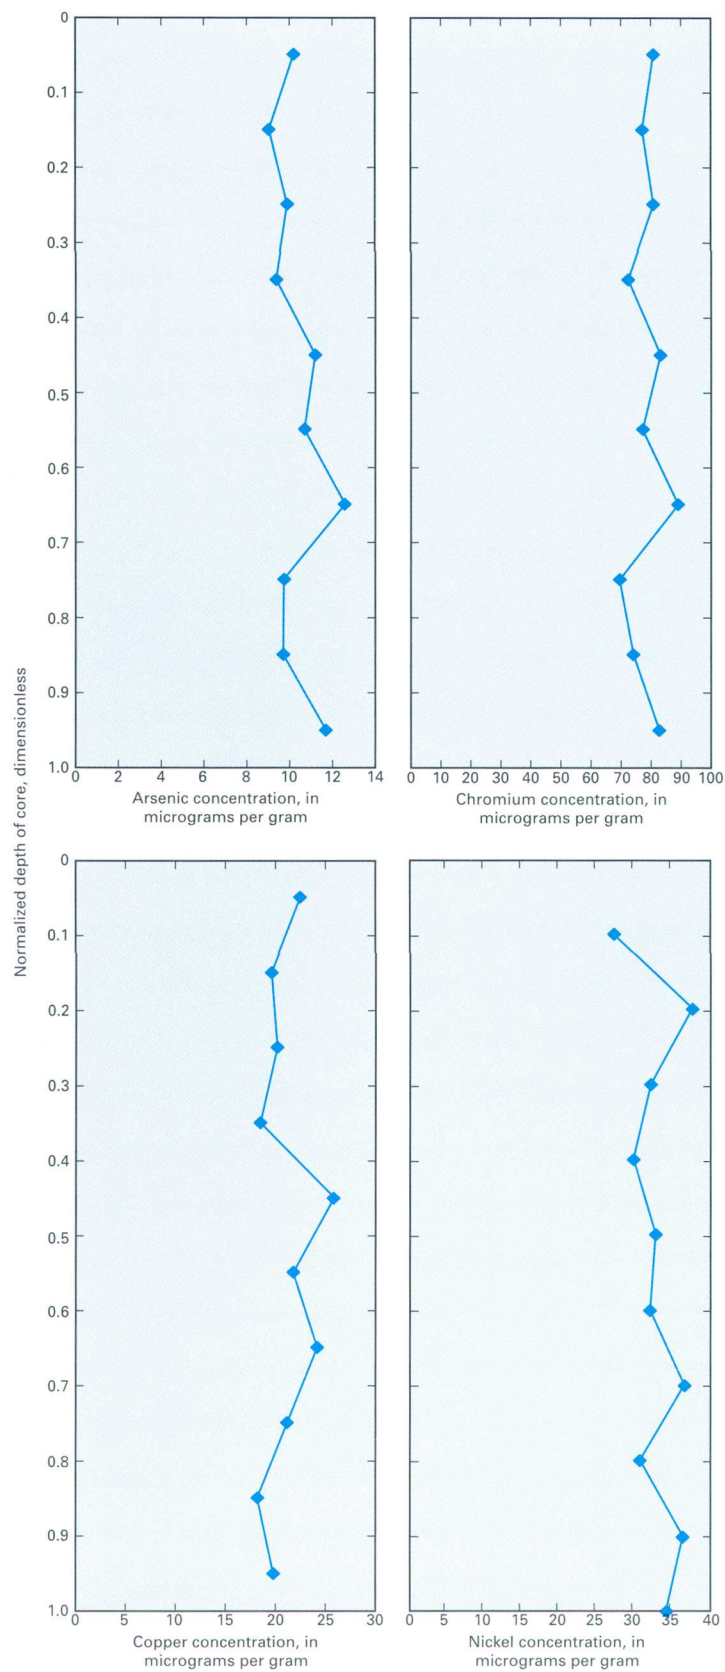 0
0.1
0.2
0.3
0.4
0.5
0.6
0.7
0.8
0.9
1.0
0 2 4 6 8 10 12 14
Arsenic concentration, in
micrograms per gram
0 10 20 30 40 50 60 70 80 90 100
Chromium concentration, in
micrograms per gram
Normalized depth of core, dimensionless
0
0.1
0.2
0.3
0.4
0.5
0.6
0.7
0.8
0.9
1.0
0 5 10 15 20 25 30
Copper concentration, in
micrograms per gram
0 5 10 15 20 25 30 35 40
Nickel concentration, in
micrograms per gram